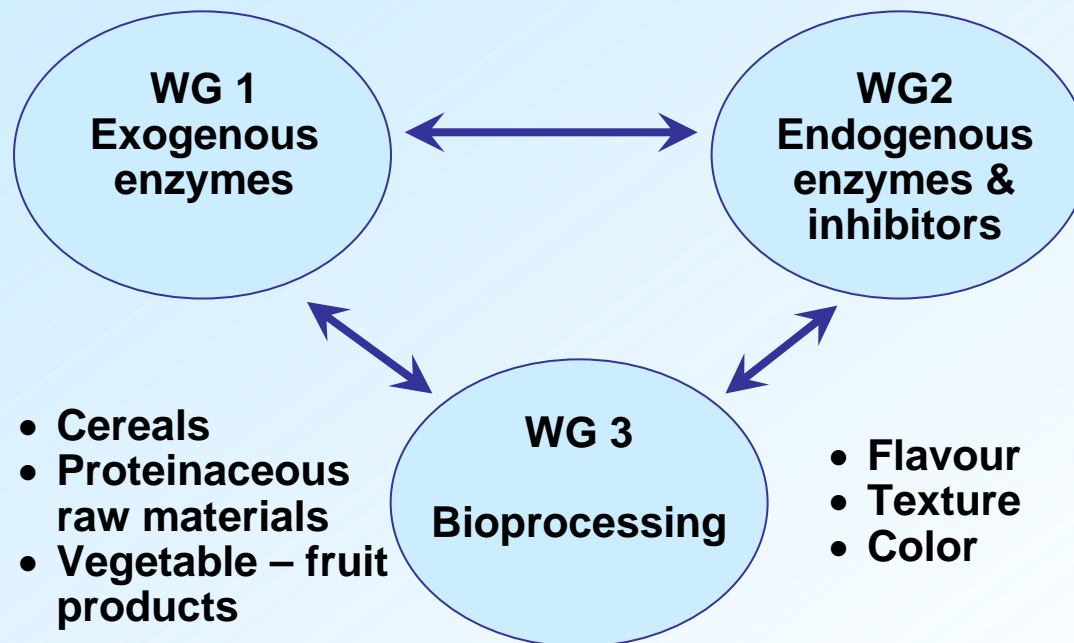 WG 1
Exogenous
enzymes
WG2
Endogenous
enzymes &
inhibitors
WG 3
Bioprocessing
• Cereals
• Proteinaceous
raw materials
• Vegetable – fruit
products
• Flavour
• Texture
• Color